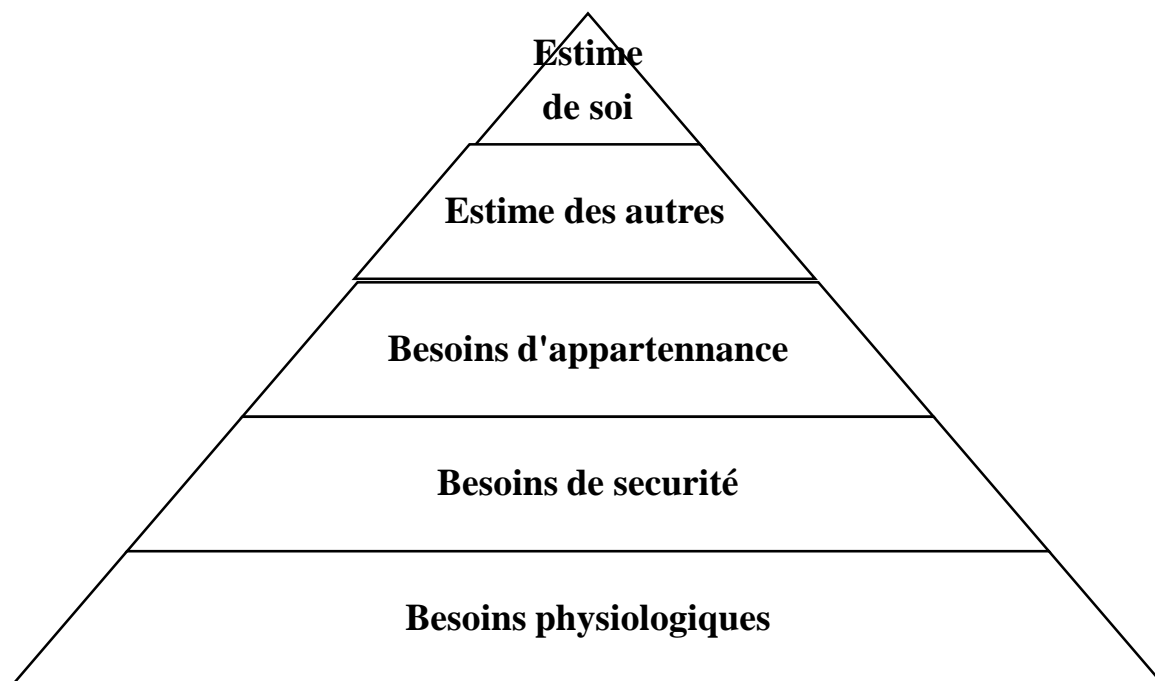 Estime
de soi
Estime des autres
Besoins d'appartennance
Besoins de securité
Besoins physiologiques